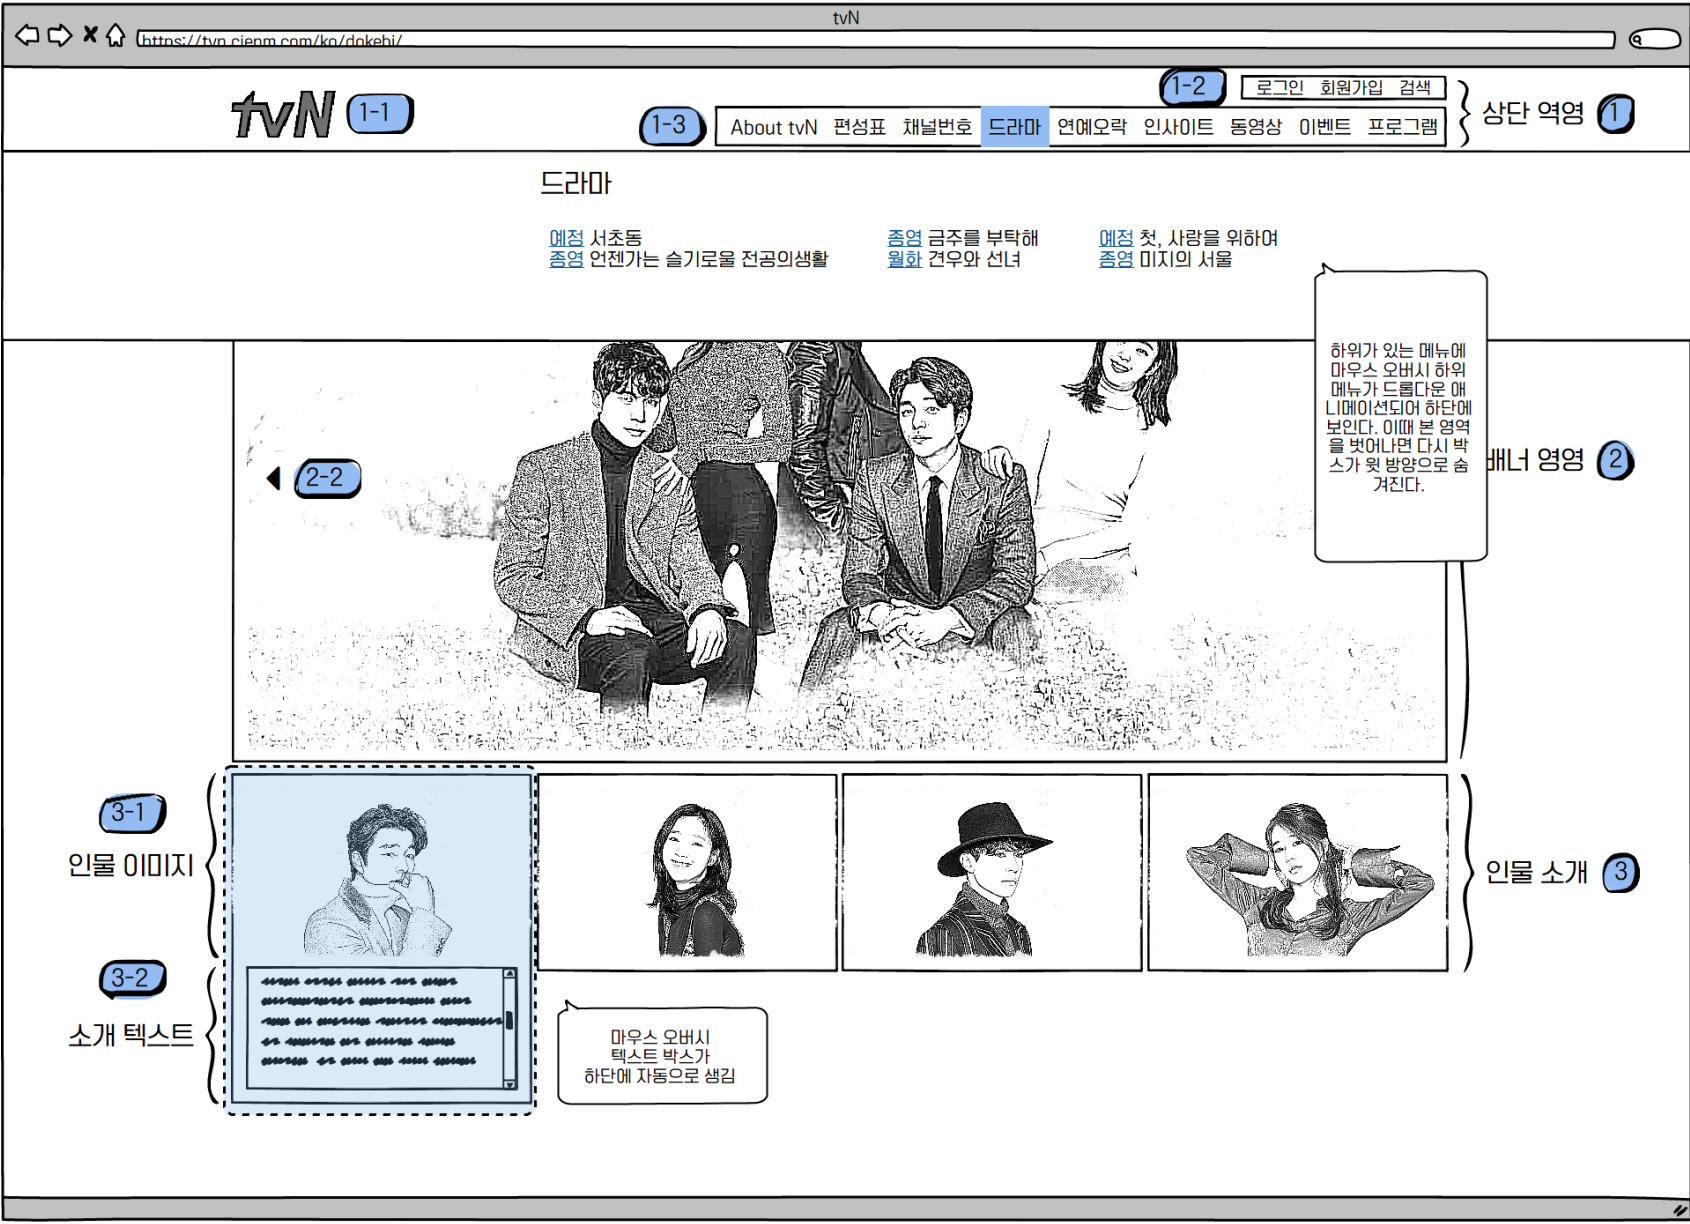 tvN
https://tvn.cjenm.com/ko/dokebi/
tvN
1-1
1-2
로그인 회원가입 검색
1-3
About tvN 편성표 채널번호 드라마 연예오락 인사이트 동영상 이벤트 프로그램
상단 역영
1
드라마
예정 서초동
종영 언젠가는 슬기로울 전공의생활
종영 금주를 부탁해
월화 견우와 선녀
예정 첫, 사랑을 위하여
종영 미지의 서울
하위가 있는 메뉴에
마우스 오버시 하위
메뉴가 드롭다운 애
니메이션되어 하단에
보인다. 이때 본 영역
을 벗어나면 다시 박
스가 윗 방양으로 숨
겨진다.
2-2
배너 영영
2
3-1
인물 이미지
인물 소개
3
3-2
소개 텍스트
마우스 오버시
텍스트 박스가
하단에 자동으로 생김